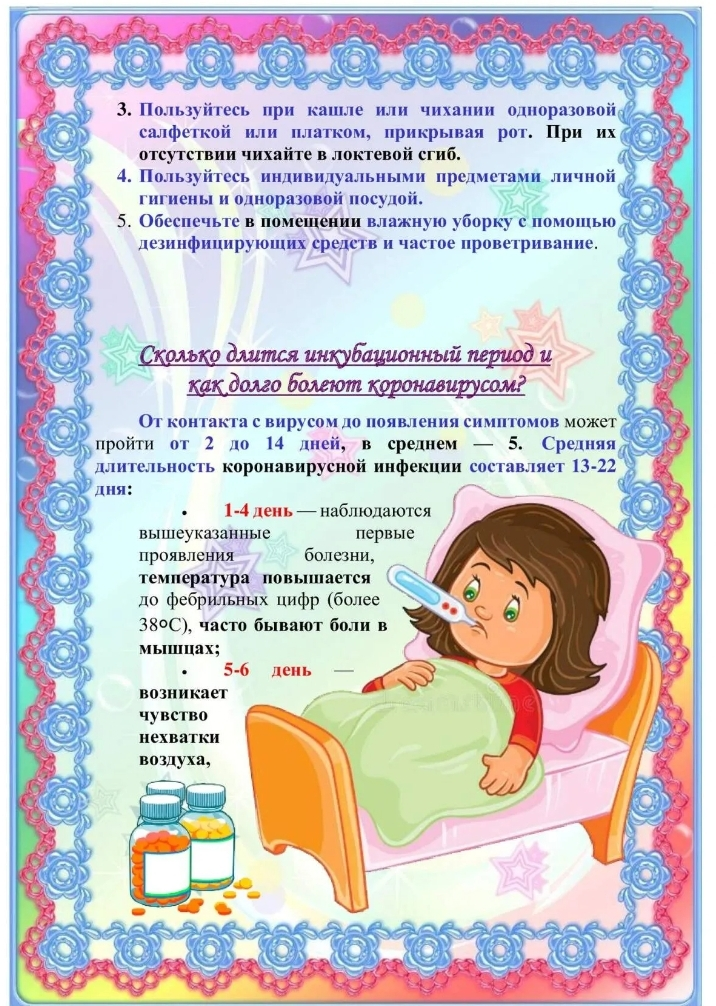 3. Пользуйтесь при кашле или чихании одноразовой
салфеткой или платком, прикрывая рот. При их
отсутствии чихайте в локтевой сгиб.
4. Пользуйтесь индивидуальными предметами личной
гигиены и одноразовой посудой.
5. Обеспечьте в помещении влажную уборку с помощью
дезинфицирующих средств и частое проветривание.
Сколько длится инкубационный период и
как долго болеют коронавирусом?
От контакта с вирусом до появления симптомов может
пройти от 2 до 14 дней, в среднем — 5. Средняя
длительность коронавирусной инфекции составляет 13-22
дня:
• 1-4 день — наблюдаются
вышеуказанные первые
проявления болезни,
температура повышается
до фебрильных цифр (более
38°С), часто бывают боли в
мышцах;
• 5-6 день —
возникает
чувство
нехватки
воздуха,